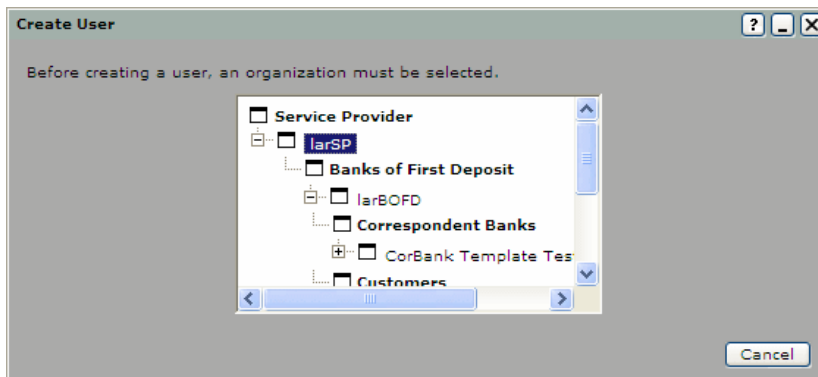 Create User
Before creating a user, an organization must be selected.
Service Provider
larSP
Banks of First Deposit
larBOFD
Correspondent Banks
CorBank Template Tes
Customers
Cancel